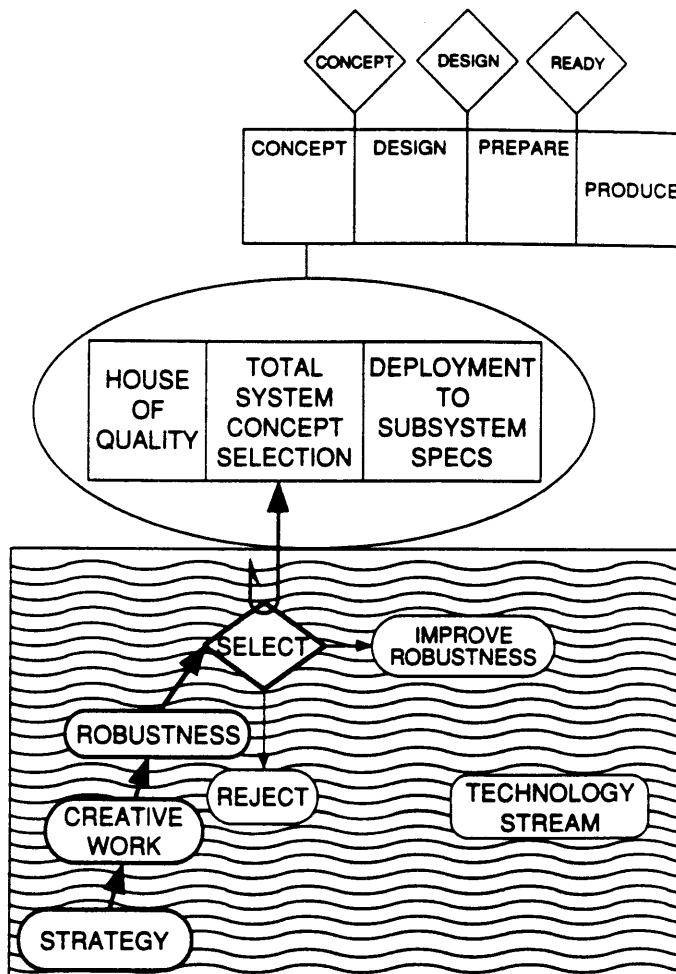 CONCEPT
DESIGN
READY
CONCEPT
DESIGN
PREPARE
PRODUCE
HOUSE
OF
QUALITY
TOTAL
SYSTEM
CONCEPT
SELECTION
DEPLOYMENT
TO
SUBSYSTEM
SPECS
SELECT
IMPROVE
ROBUSTNESS
ROBUSTNESS
REJECT
TECHNOLOGY
STREAM
CREATIVE
WORK
STRATEGY